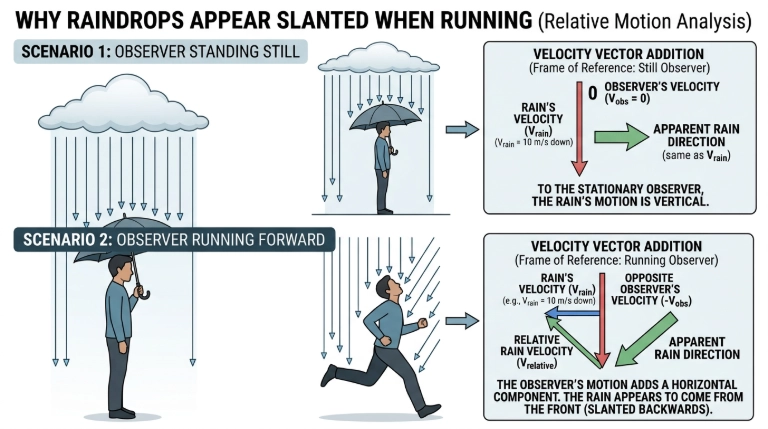 WHY RAINDROPS APPEAR SLANTED WHEN RUNNING (Relative Motion Analysis)
SCENARIO 1: OBSERVER STANDING STILL
VELOCITY VECTOR ADDITION
(Frame of Reference: Still Observer)
0
OBSERVER'S VELOCITY
(Vobs = 0)
RAIN'S
VELOCITY
(Vrain)
(Vrain = 10 m/s down)
APPARENT RAIN
DIRECTION
(same as Vrain)
TO THE STATIONARY OBSERVER,
THE RAIN'S MOTION IS VERTICAL.
SCENARIO 2: OBSERVER RUNNING FORWARD
VELOCITY VECTOR ADDITION
(Frame of Reference: Running Observer)
RAIN'S
VELOCITY (Vrain)
(e.g., Vrain = 10 m/s down)
OPPOSITE
OBSERVER'S
VELOCITY (-Vobs)
RELATIVE
RAIN VELOCITY
(Vrelative)
APPARENT
RAIN DIRECTION
THE OBSERVER'S MOTION ADDS A HORIZONTAL
COMPONENT. THE RAIN APPEARS TO COME FROM
THE FRONT (SLANTED BACKWARDS).